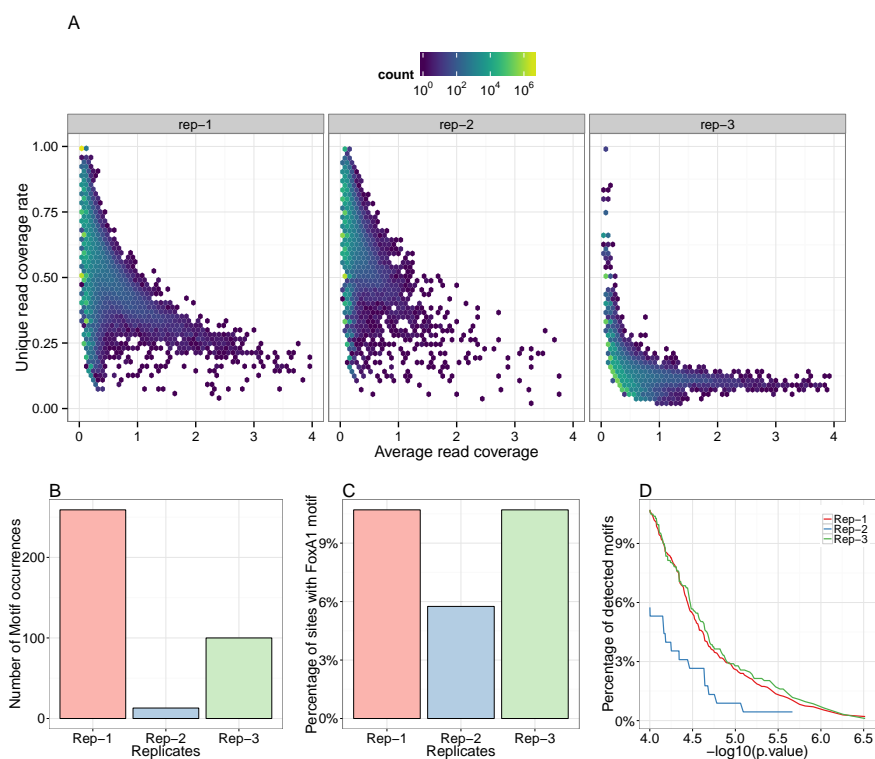 A
count
10^0 10^2 10^4 10^6
rep−1 rep−2 rep−3
Unique read coverage rate
1.00
0.75
0.50
0.25
0.00
0 1 2 3 4 0 1 2 3 4 0 1 2 3 4
Average read coverage
B
Number of Motif occurrences
200
100
0
Rep−1 Rep−2 Rep−3
Replicates
C
Percentage of sites with FoxA1 motif
9%
6%
3%
0%
Rep−1 Rep−2 Rep−3
Replicates
D
Percentage of detected motifs
9%
6%
3%
0%
Rep−1
Rep−2
Rep−3
4.0 4.5 5.0 5.5 6.0 6.5
−log10(p.value)